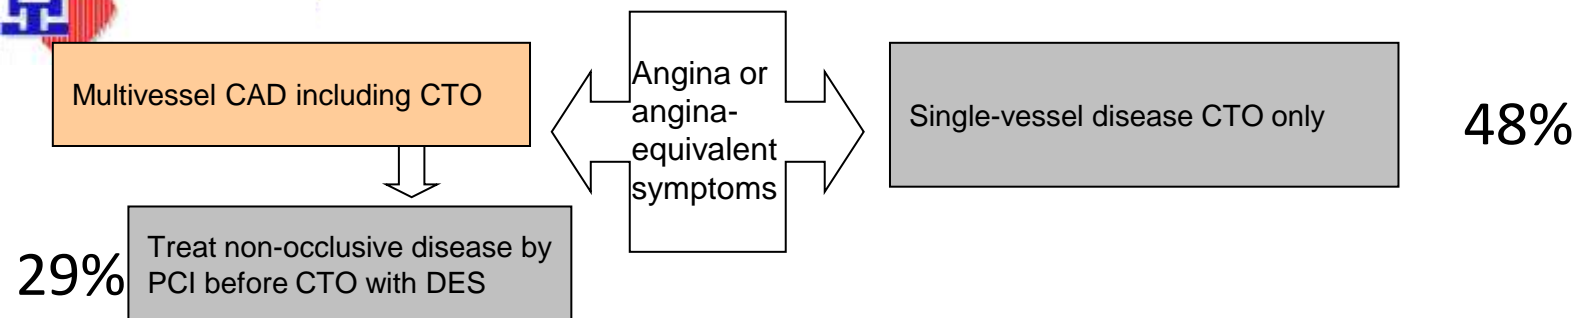 Multivessel CAD including CTO
Angina or
angina-
equivalent
symptoms
Single-vessel disease CTO only
48%
29%
Treat non-occlusive disease by
PCI before CTO with DES